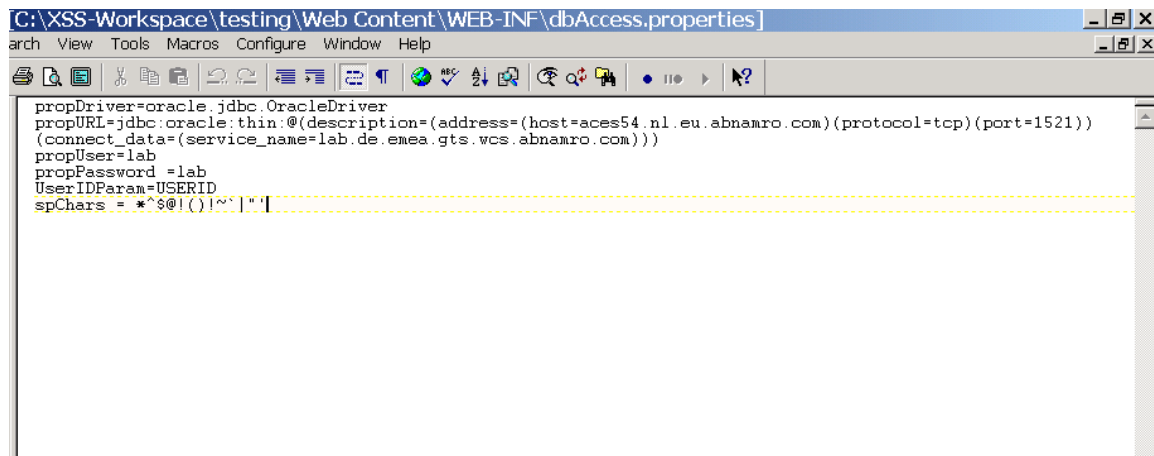 [C:\XSS-Workspace\testing\Web Content\WEB-INF\dbAccess.properties]
arch View Tools Macros Configure Window Help
propDriver=oracle.jdbc.OracleDriver
propURL=jdbc:oracle:thin:@(description=(address=(host=aces54.nl.eu.abnamro.com)(protocol=tcp)(port=1521))
(connect_data=(service_name=lab.de.emea.gts.wcs.abnamro.com)))
propUser=lab
propPassword =lab
UserIDParam=USERID
spChars = *^$@!()!~`|"'